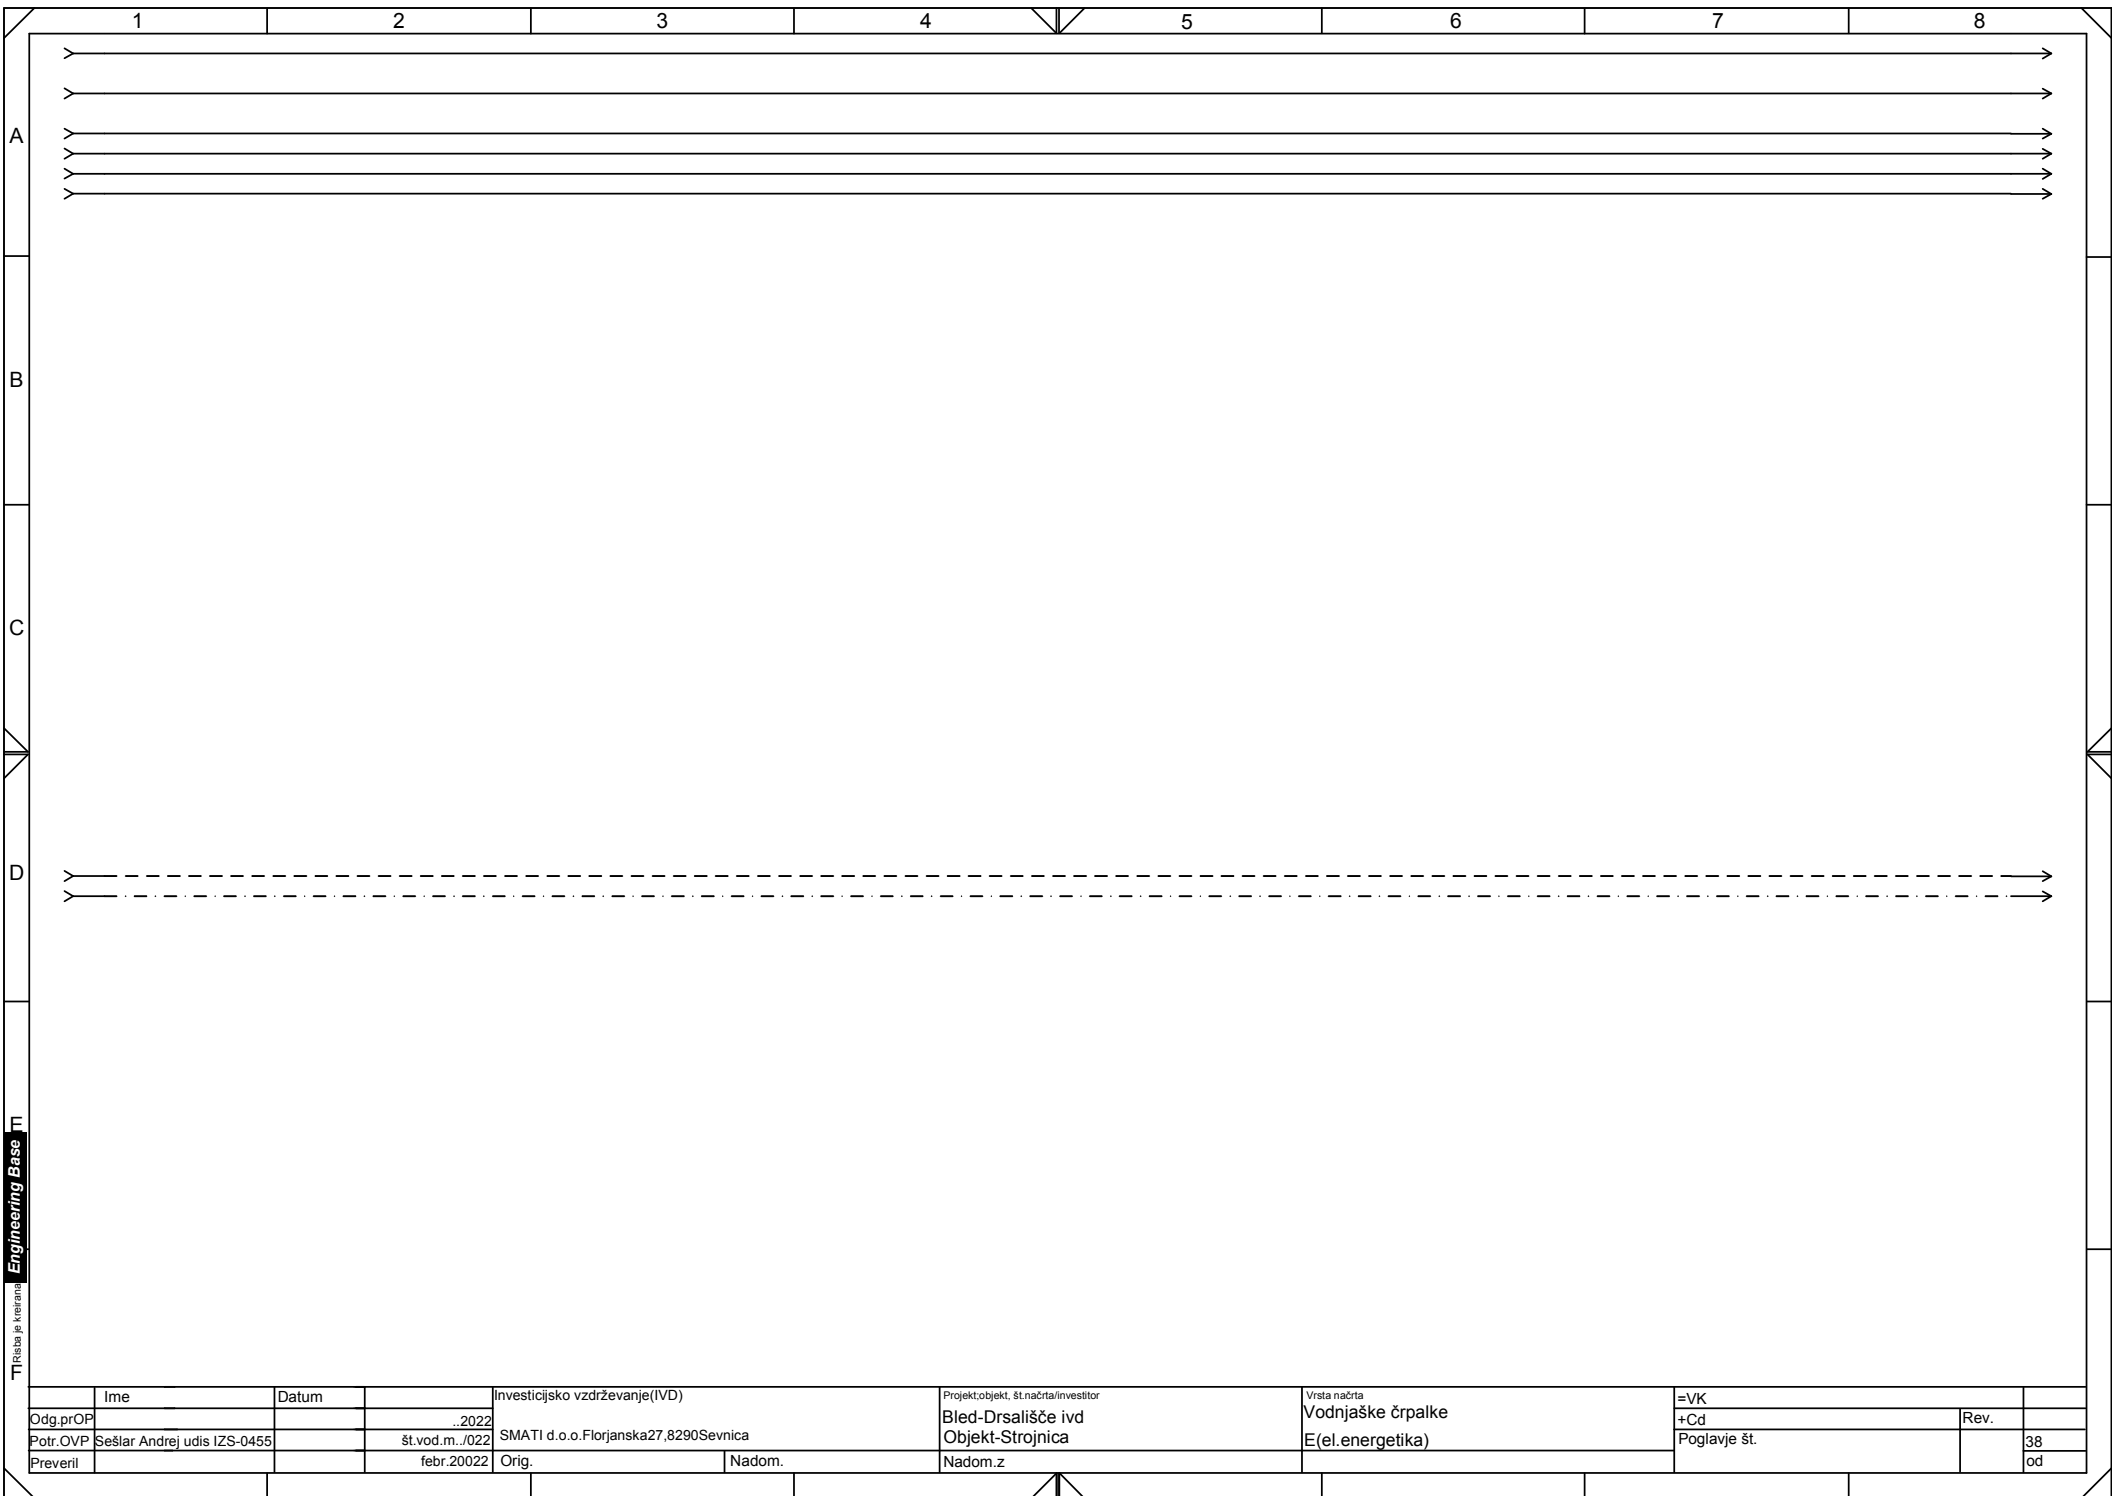 1 2 3 4 5 6 7 8
A
B
C
D
E
Engineering Base
Risba je kreirana
F
Ime Datum Investicijsko vzdrževanje(IVD) Projekt;objekt, št.načrta/investitor Vrsta načrta =VK
Odg.prOP ..2022 Bled-Drsališče ivd Vodnjaške črpalke +Cd Rev.
Potr.OVP Sešlar Andrej udis IZS-0455 št.vod.m../022 SMATI d.o.o.Florjanska27,8290Sevnica Objekt-Strojnica E(el.energetika) Poglavje št. 38
Preveril febr.20022 Orig. Nadom. Nadom.z od